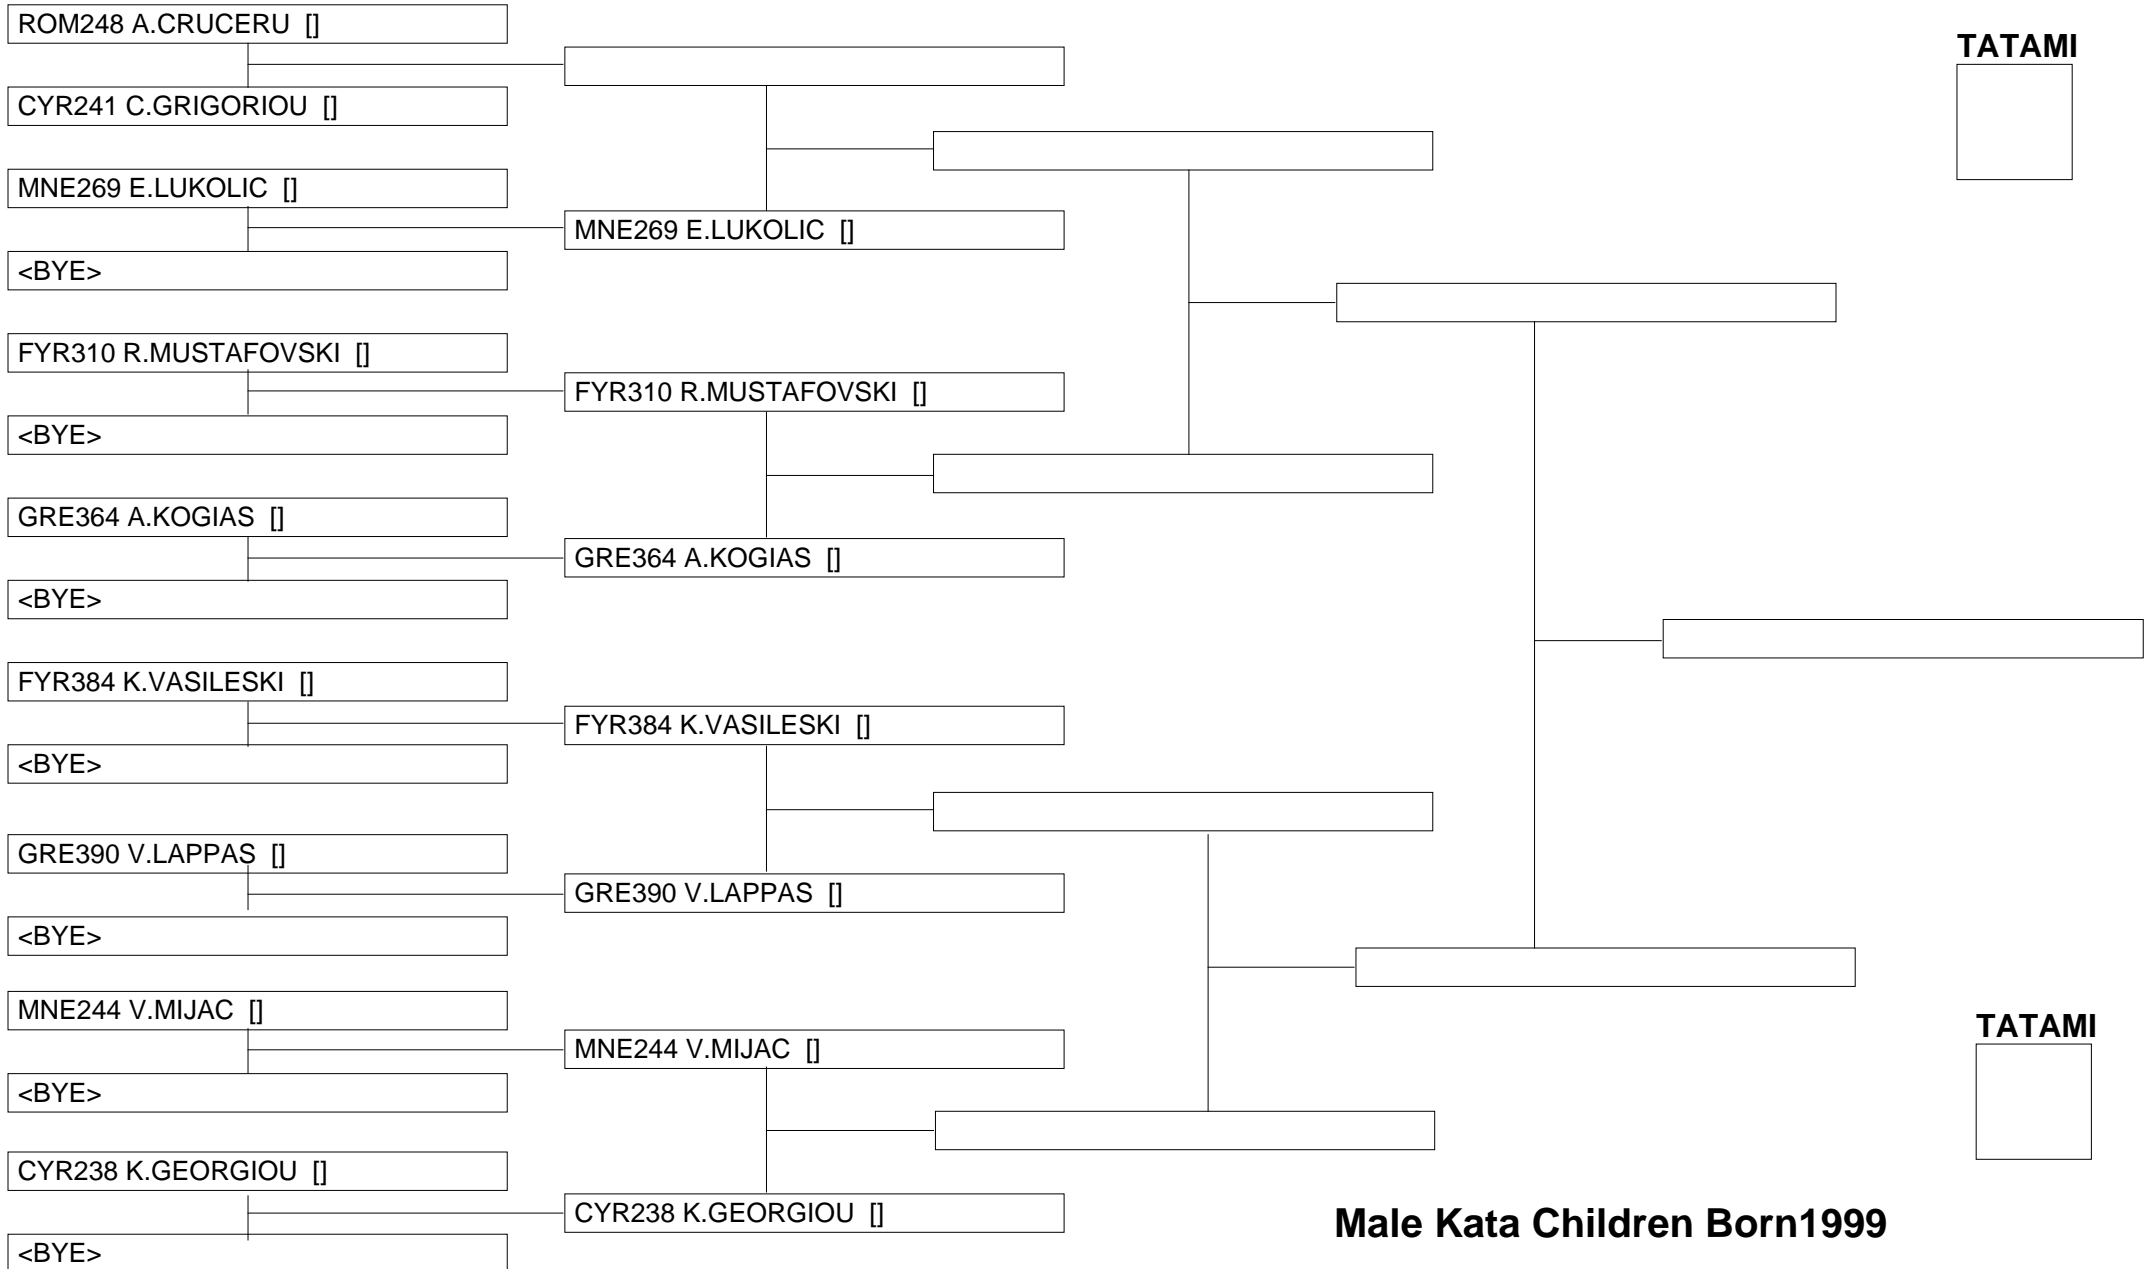 ROM248 A.CRUCERU []
CYR241 C.GRIGORIOU []
MNE269 E.LUKOLIC []
<BYE>
FYR310 R.MUSTAFOVSKI []
<BYE>
GRE364 A.KOGIAS []
<BYE>
FYR384 K.VASILESKI []
<BYE>
GRE390 V.LAPPAS []
<BYE>
MNE244 V.MIJAC []
<BYE>
CYR238 K.GEORGIOU []
<BYE>
MNE269 E.LUKOLIC []
FYR310 R.MUSTAFOVSKI []
GRE364 A.KOGIAS []
FYR384 K.VASILESKI []
GRE390 V.LAPPAS []
MNE244 V.MIJAC []
CYR238 K.GEORGIOU []
TATAMI
TATAMI
Male Kata Children Born1999